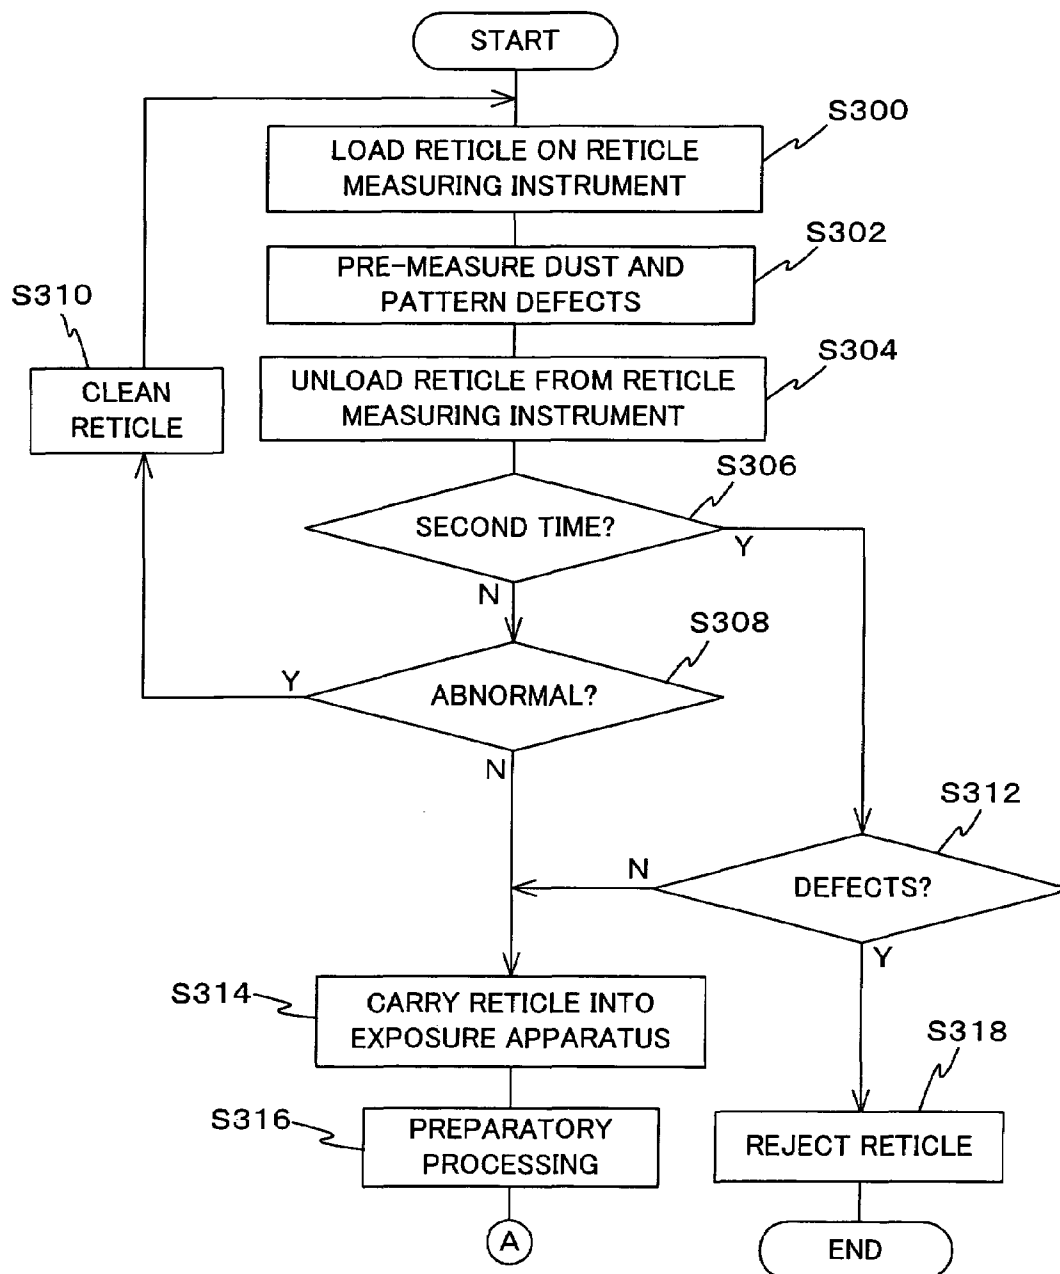 START
S300
LOAD RETICLE ON RETICLE
MEASURING INSTRUMENT
S302
PRE-MEASURE DUST AND
PATTERN DEFECTS
S310
S304
CLEAN
RETICLE
UNLOAD RETICLE FROM RETICLE
MEASURING INSTRUMENT
S306
SECOND TIME?
Y
N
S308
Y
ABNORMAL?
N
S312
N
DEFECTS?
Y
S314
CARRY RETICLE INTO
EXPOSURE APPARATUS
S318
S316
PREPARATORY
PROCESSING
REJECT RETICLE
A
END